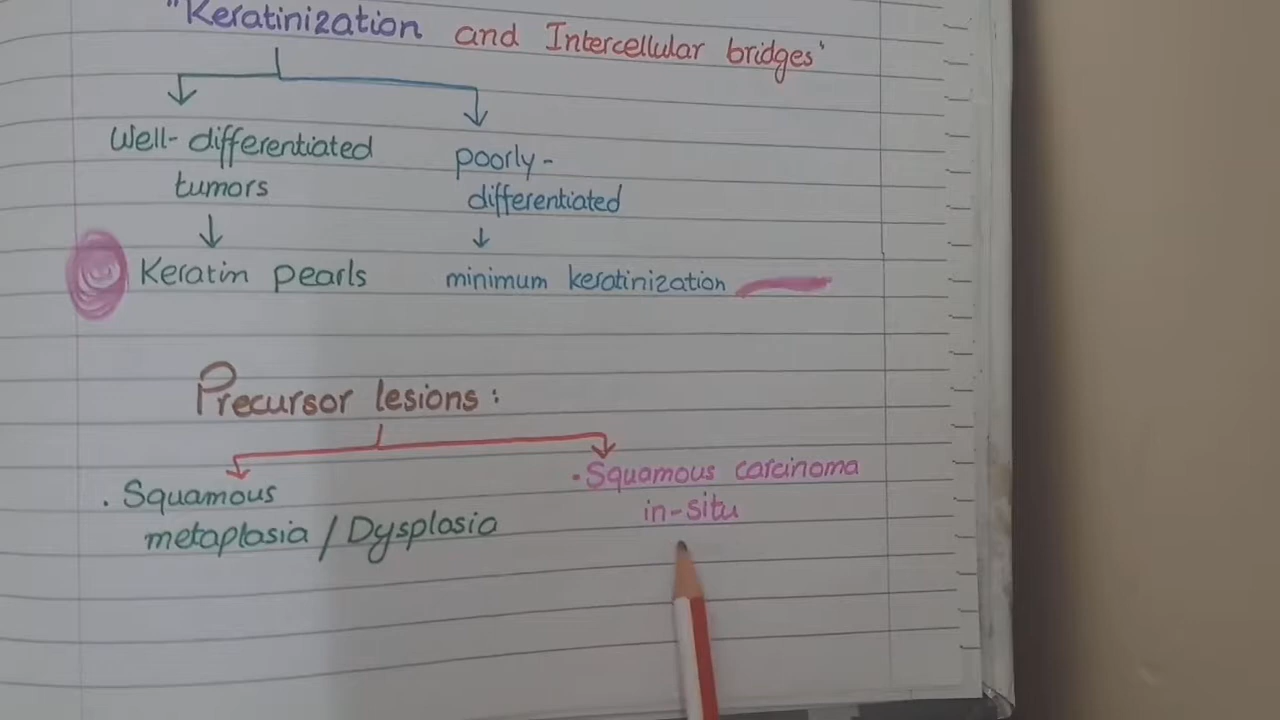 "Keratinization and Intercellular bridges"
Well-differentiated
tumors
poorly-
differentiated
Keratin pearls
minimum keratinization
Precursor lesions:
. Squamous
metaplasia / Dysplasia
. Squamous carcinoma
in-situ